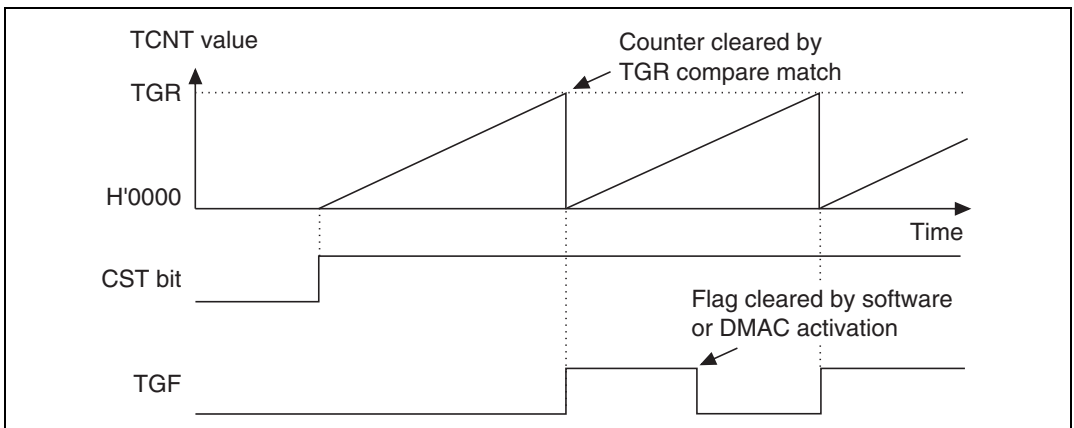 TCNT value
Counter cleared by
TGR compare match
TGR
H'0000
Time
CST bit
Flag cleared by software
or DMAC activation
TGF